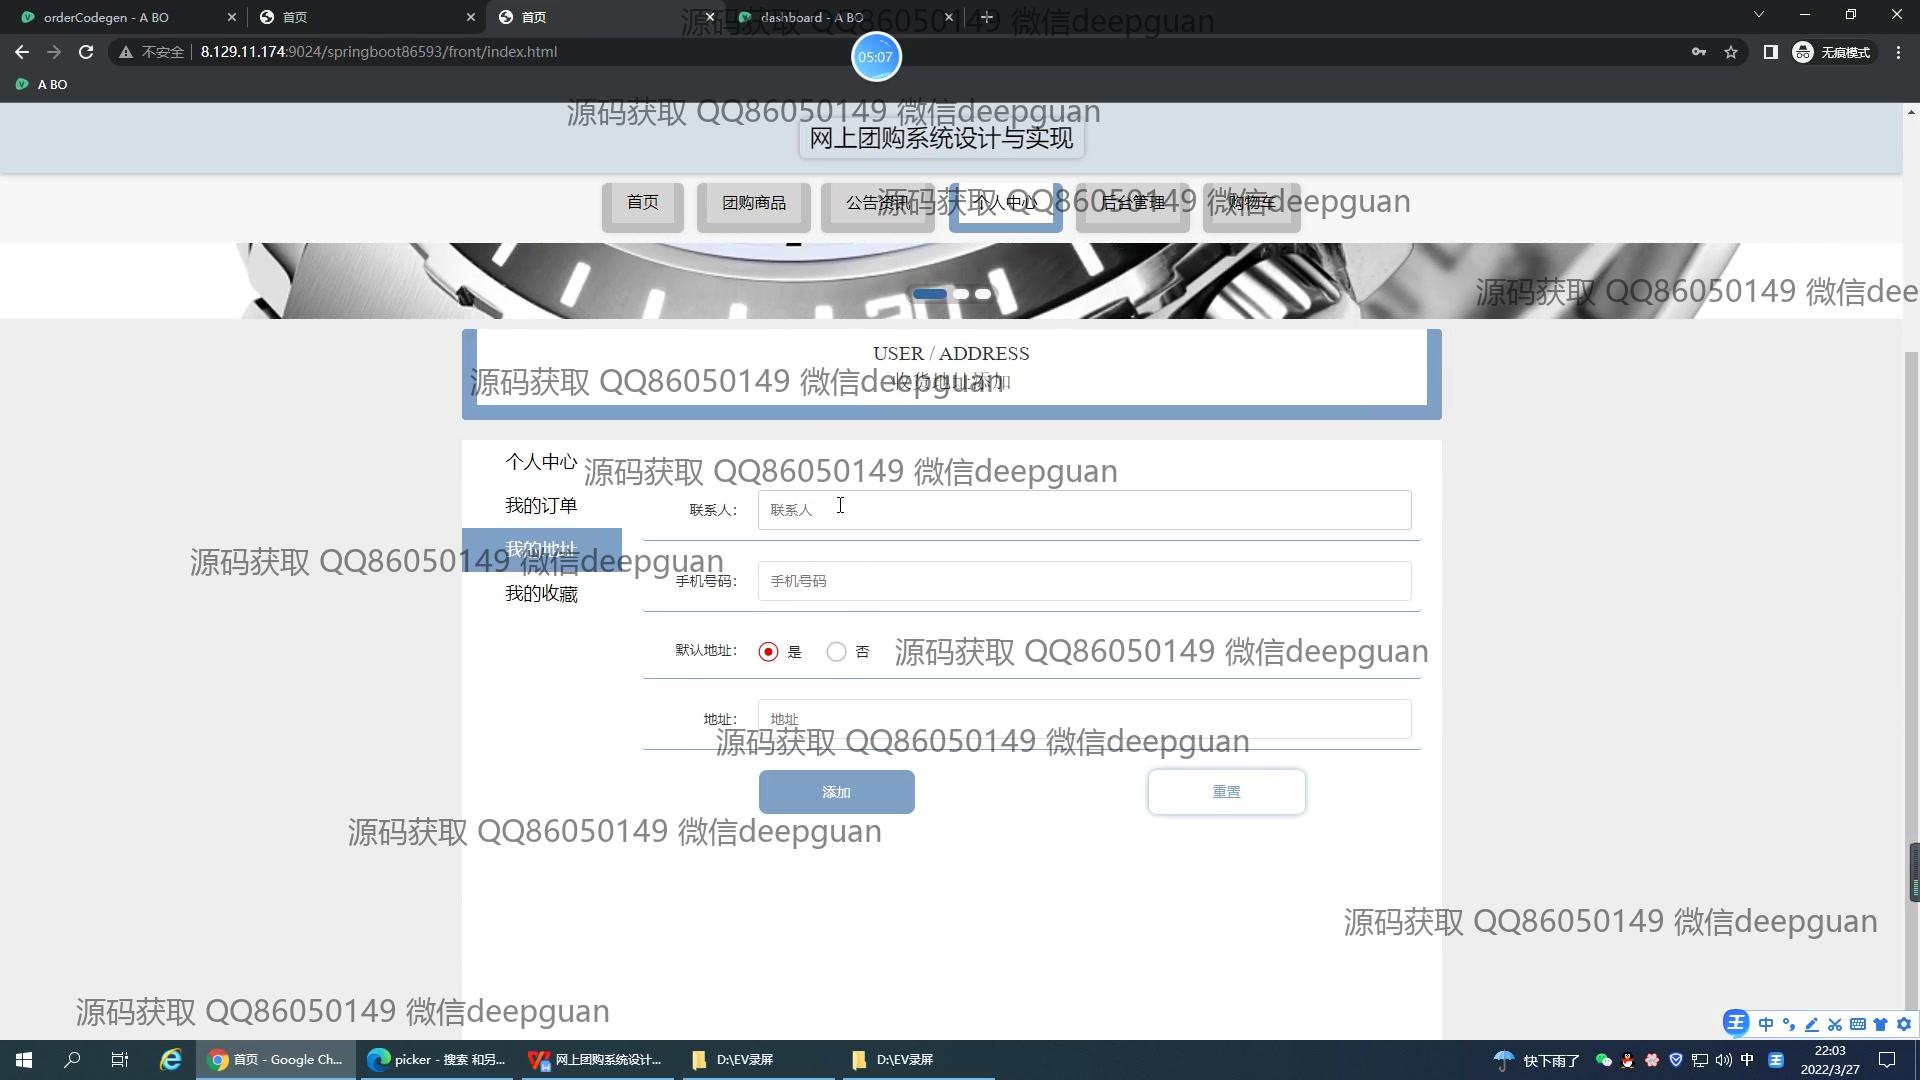 orderCodegen - A BO
首页
首页
dashboard - A BO
源码获取 QQ86050149 微信deepguan
不安全
8.129.11.174:9024/springboot86593/front/index.html
05:07
无痕模式
A BO
源码获取 QQ86050149 微信deepguan
网上团购系统设计与实现
首页
团购商品
公告资讯
个人中心
后台管理
购物车
源码获取 QQ86050149 微信deepguan
源码获取 QQ86050149 微信dee
USER / ADDRESS
收货地址添加
源码获取 QQ86050149 微信deepguan
个人中心
源码获取 QQ86050149 微信deepguan
我的订单
联系人：
联系人
我的地址
源码获取 QQ86050149 微信deepguan
手机号码：
手机号码
我的收藏
默认地址：
是
否
源码获取 QQ86050149 微信deepguan
地址：
地址
源码获取 QQ86050149 微信deepguan
添加
重置
源码获取 QQ86050149 微信deepguan
源码获取 QQ86050149 微信deepguan
源码获取 QQ86050149 微信deepguan
王 中
首页 - Google Ch...
picker - 搜索 和另...
网上团购系统设计...
D:\EV录屏
D:\EV录屏
快下雨了
中
王
22:03
2022/3/27